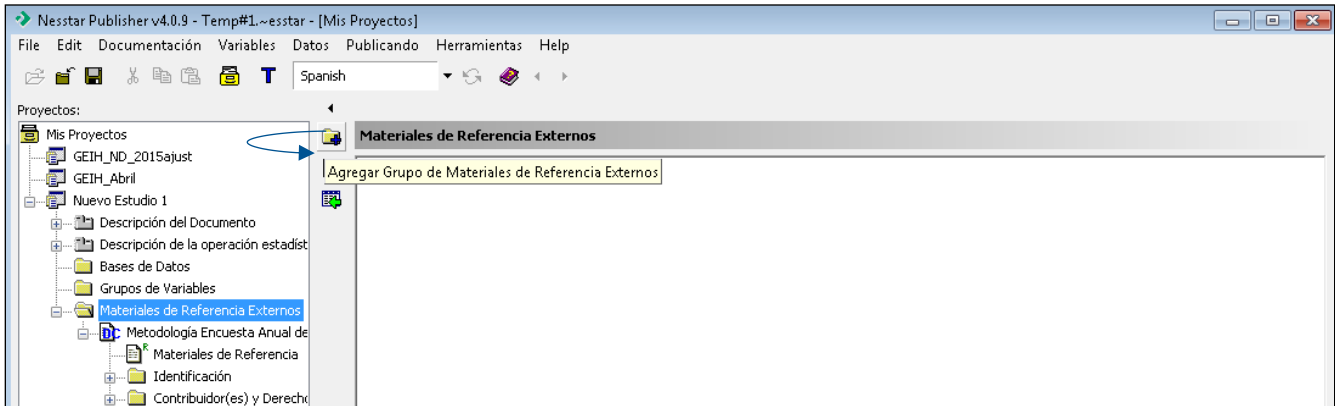 Nesstar Publisher v4.0.9 - Temp#1.~esstar - [Mis Proyectos]
File Edit Documentación Variables Datos Publicando Herramientas Help
T Spanish
Proyectos:
Mis Proyectos
Materiales de Referencia Externos
GEIH_ND_2015ajust
Agregar Grupo de Materiales de Referencia Externos
GEIH_Abril
Nuevo Estudio 1
Descripción del Documento
Descripción de la operación estadíst
Bases de Datos
Grupos de Variables
Materiales de Referencia Externos
DC Metodología Encuesta Anual de
R Materiales de Referencia
Identificación
Contribuidor(es) y Derecho